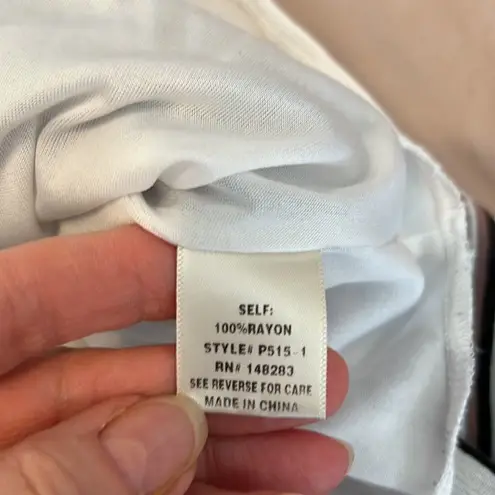 SELF:
100%RAYON
STYLE# P515-1
RN# 148283
SEE REVERSE FOR CARE
MADE IN CHINA